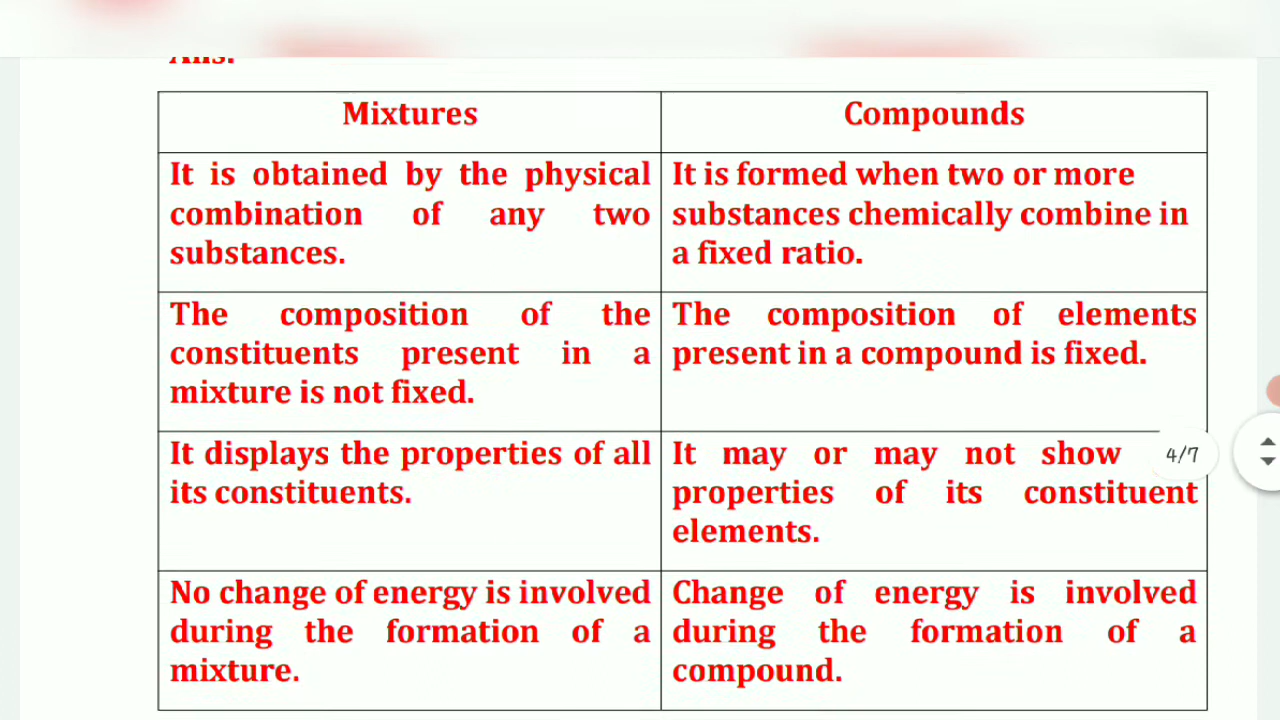 Ans.
Mixtures
Compounds
It is obtained by the physical
combination of any two
substances.
It is formed when two or more
substances chemically combine in
a fixed ratio.
The composition of the
constituents present in a
mixture is not fixed.
The composition of elements
present in a compound is fixed.
It displays the properties of all
its constituents.
It may or may not show
properties of its constituent
elements.
4/7
No change of energy is involved
during the formation of a
mixture.
Change of energy is involved
during the formation of a
compound.